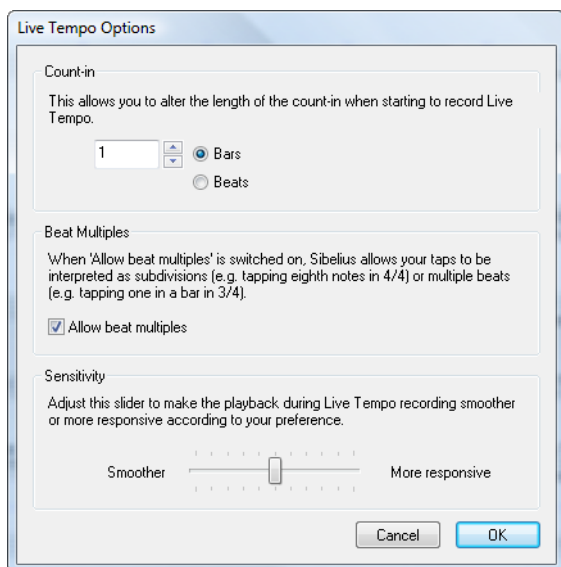 Live Tempo Options
Count-in
This allows you to alter the length of the count-in when starting to record Live
Tempo.
1
Bars
Beats
Beat Multiples
When 'Allow beat multiples' is switched on, Sibelius allows your taps to be
interpreted as subdivisions (e.g. tapping eighth notes in 4/4) or multiple beats
(e.g. tapping one in a bar in 3/4).
Allow beat multiples
Sensitivity
Adjust this slider to make the playback during Live Tempo recording smoother
or more responsive according to your preference.
Smoother More responsive
Cancel OK